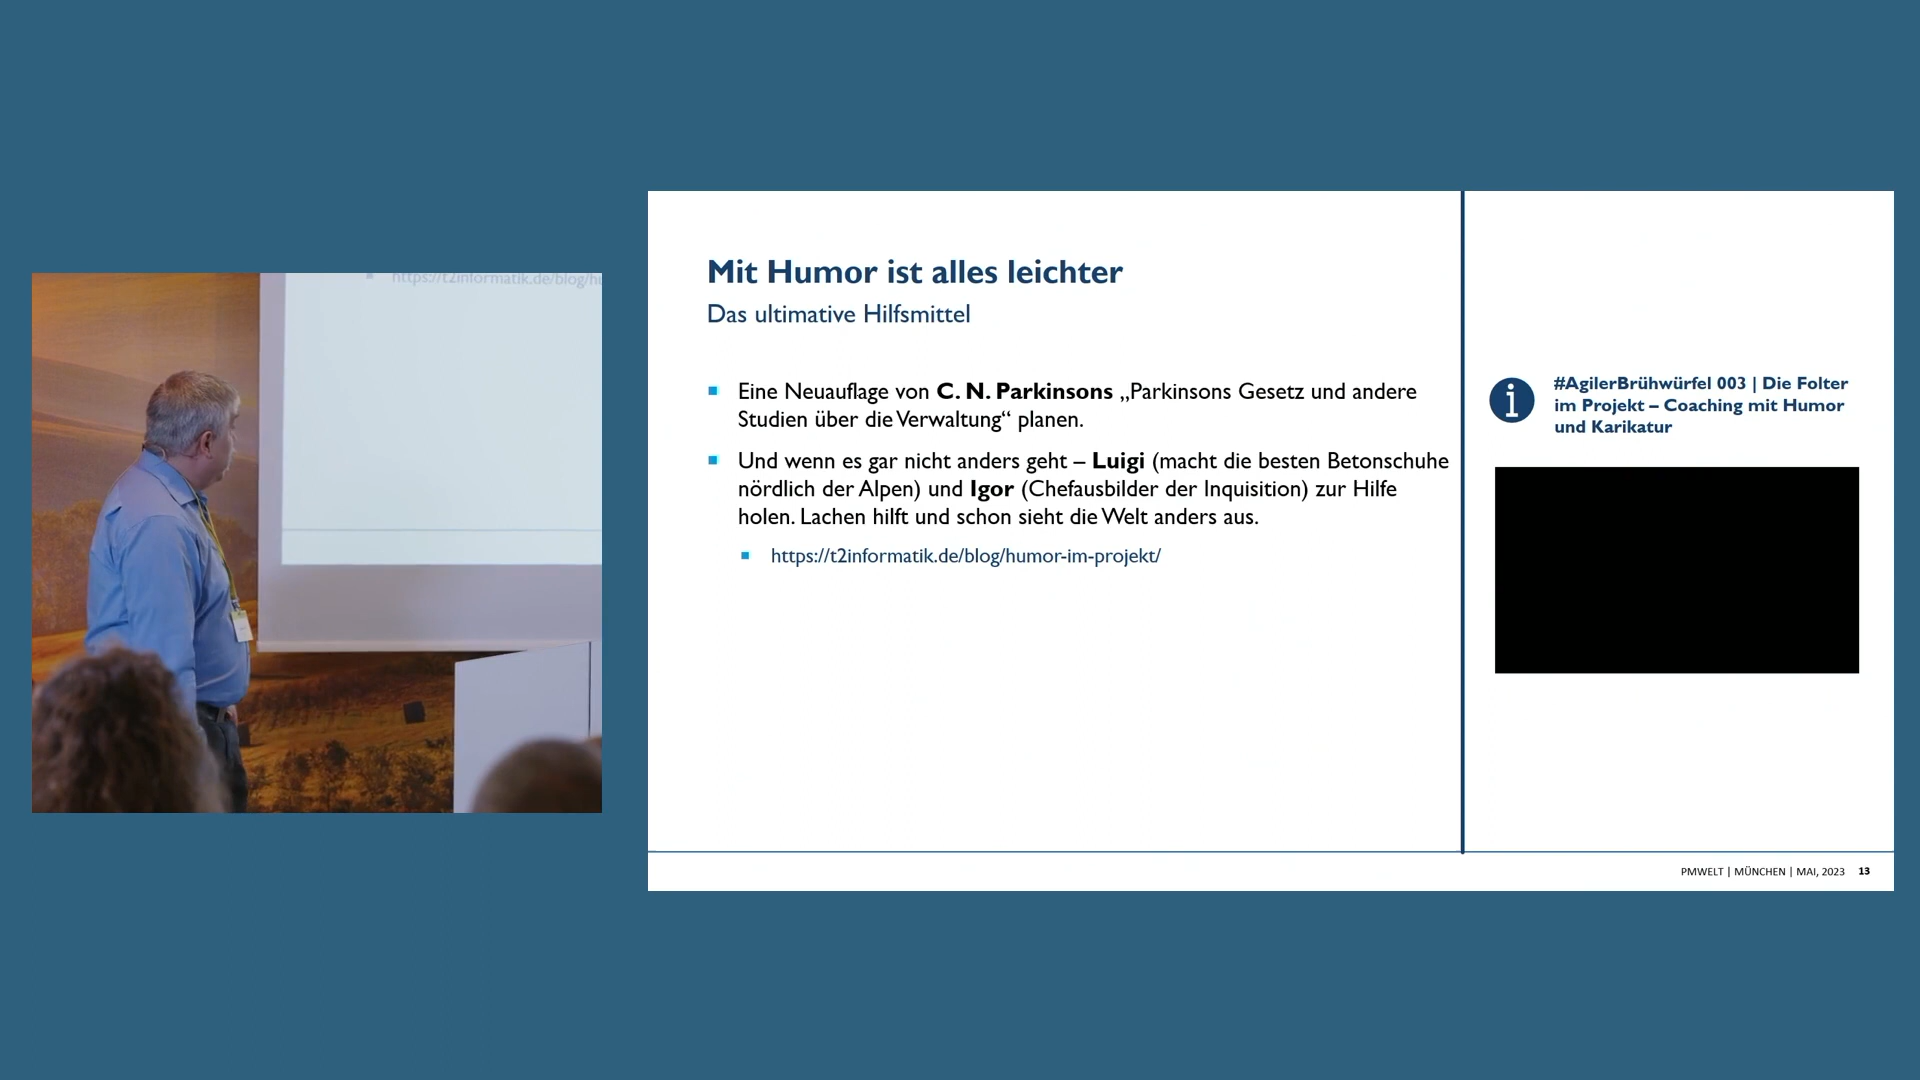 https://t2informatik.de/blog/hu
Mit Humor ist alles leichter
Das ultimative Hilfsmittel
Eine Neuauflage von C. N. Parkinsons „Parkinsons Gesetz und andere
Studien über die Verwaltung“ planen.
Und wenn es gar nicht anders geht – Luigi (macht die besten Betonschuhe
nördlich der Alpen) und Igor (Chefausbilder der Inquisition) zur Hilfe
holen. Lachen hilft und schon sieht die Welt anders aus.
https://t2informatik.de/blog/humor-im-projekt/
#AgilerBrühwürfel 003 | Die Folter
im Projekt – Coaching mit Humor
und Karikatur
PMWELT | MÜNCHEN | MAI, 2023 13